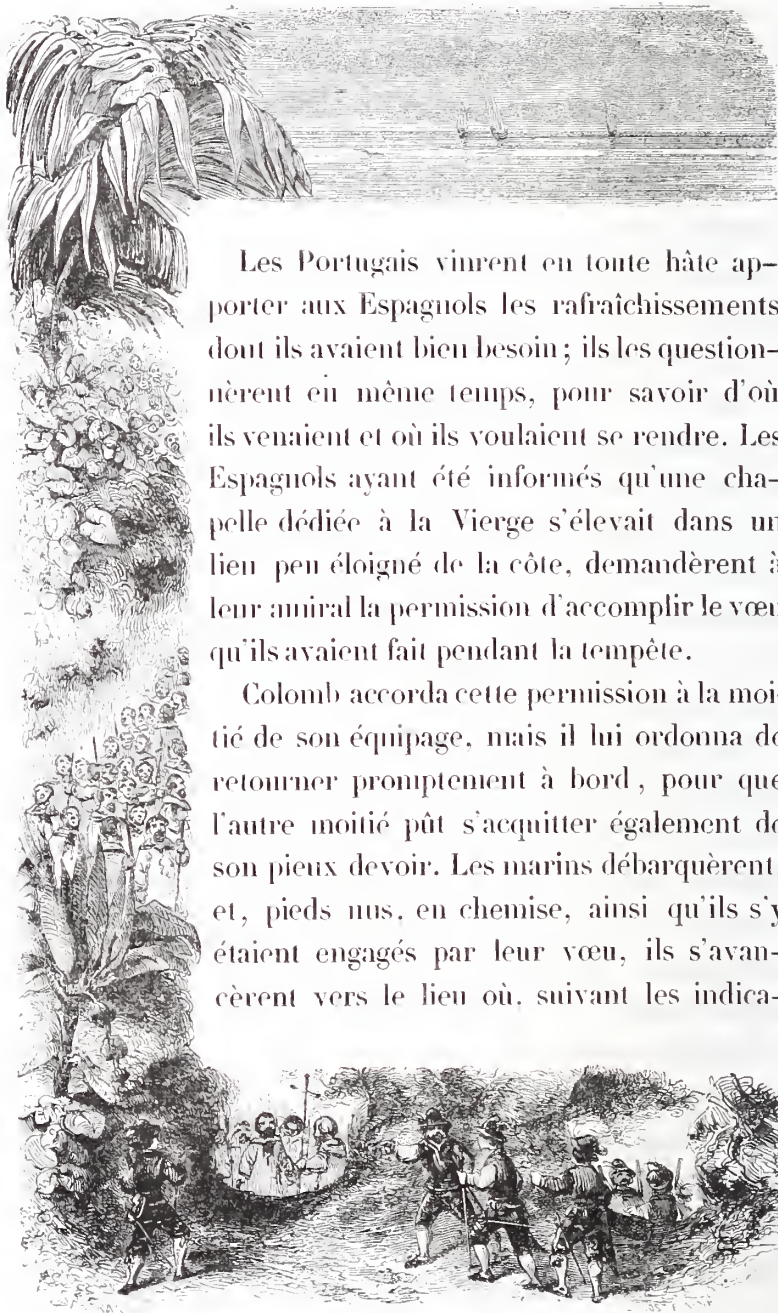 Les Portugais vinrent en toute hâte ap-
porter aux Espagnols les rafraîchissements
dont ils avaient bien besoin ; ils les question-
nèrent en même temps, pour savoir d'où
ils venaient et où ils voulaient se rendre. Les
Espagnols ayant été informés qu'une cha-
pelle dédiée à la Vierge s'élevait dans un
lien peu éloigné de la côte, demandèrent à
leur amiral la permission d'accomplir le vœu
qu'ils avaient fait pendant la tempête.
Colomb accorda cette permission à la moi-
tié de son équipage, mais il lui ordonna de
retourner promptement à bord, pour que
l'autre moitié pût s'acquitter également de
son pieux devoir. Les marins débarquèrent
et, pieds nus, en chemise, ainsi qu'ils s'y
étaient engagés par leur vœu, ils s'avan-
cèrent vers le lieu où, suivant les indica-